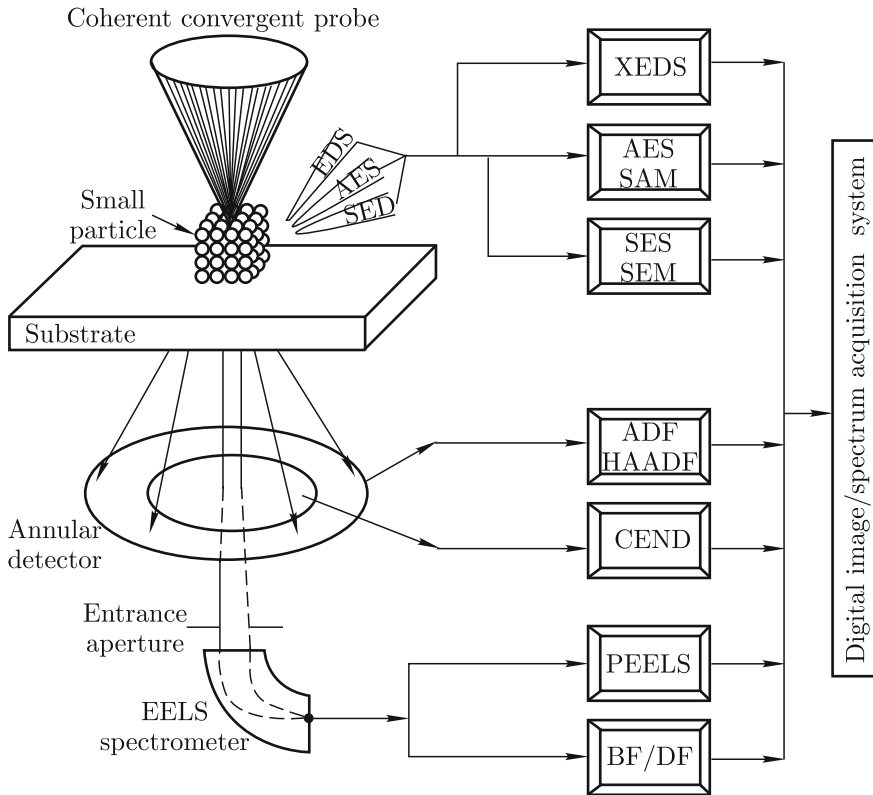 Coherent convergent probe
EDS
AES
SED
Small
particle
Substrate
Annular
detector
Entrance
aperture
EELS
spectrometer
XEDS
AES
SAM
SES
SEM
ADF
HAADF
CEND
PEELS
BF/DF
Digital image/spectrum acquisition system